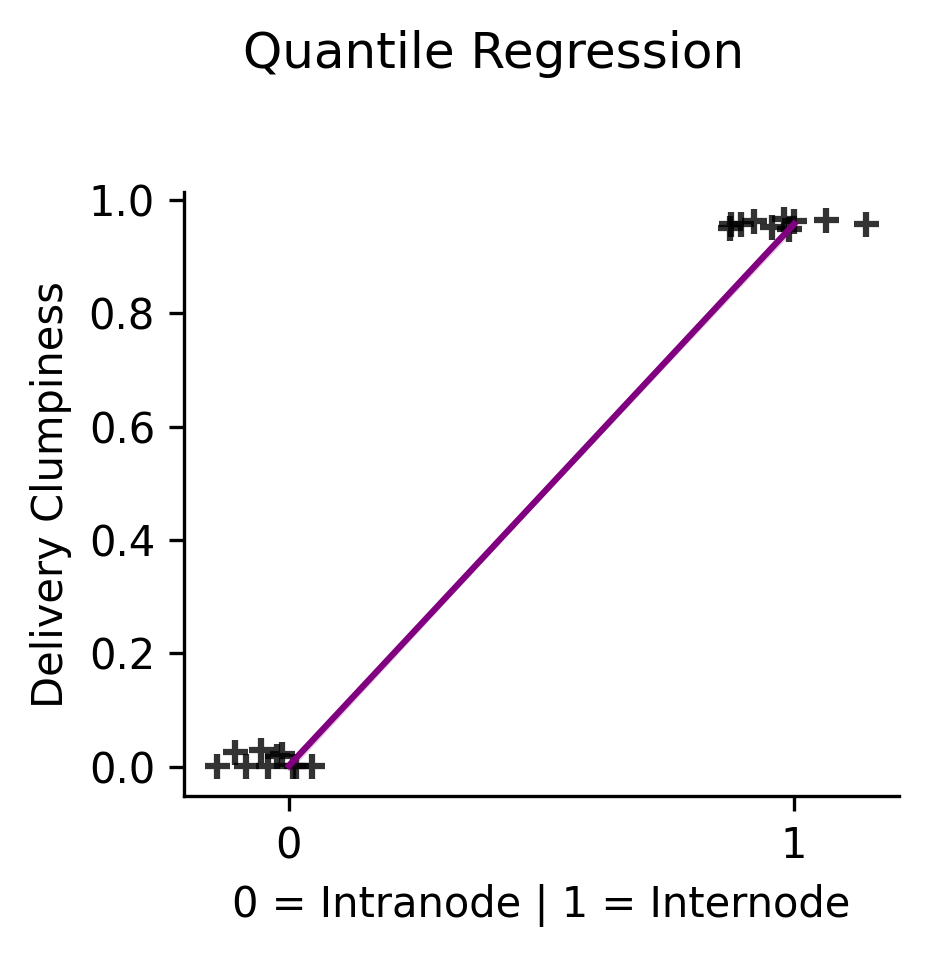 Quantile Regression
1.0
0.8
0.6
0.4
0.2
0.0
Delivery Clumpiness
0 1
0 = Intranode | 1 = Internode